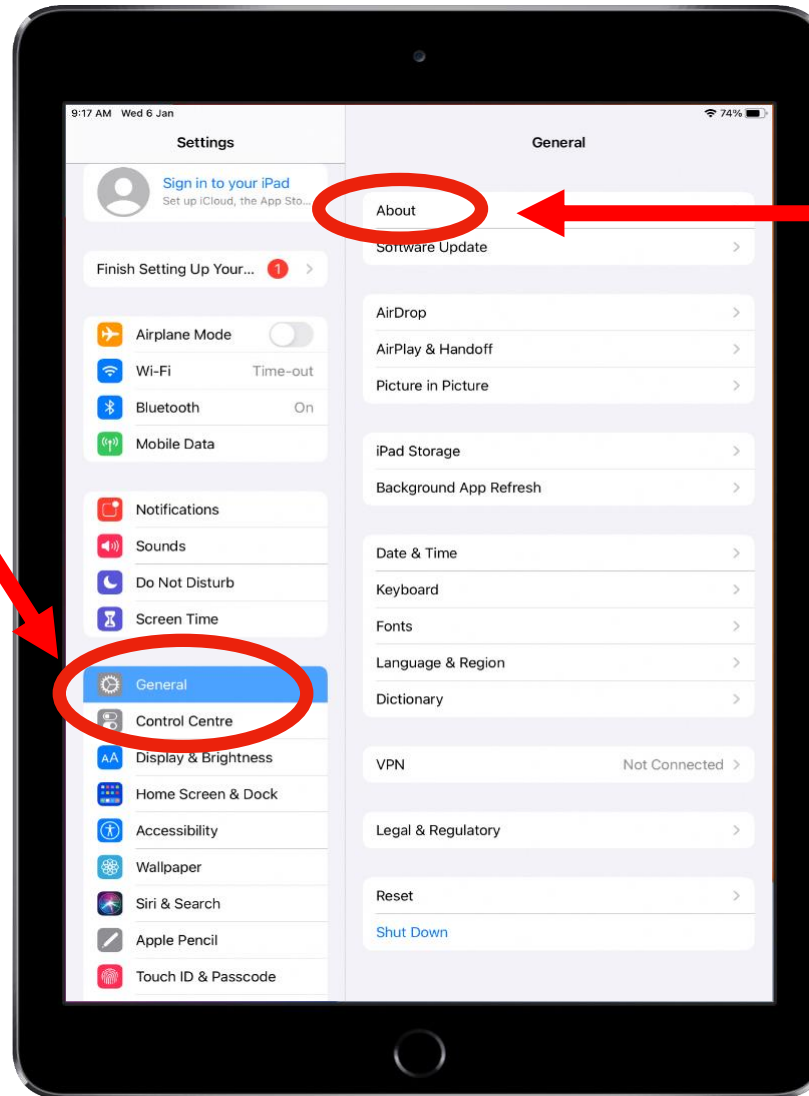 9:17 AM Wed 6 Jan
74%
Settings
Sign in to your iPad
Set up iCloud, the App Sto...
Finish Setting Up Your... 1
Airplane Mode
Wi-Fi Time-out
Bluetooth On
Mobile Data
Notifications
Sounds
Do Not Disturb
Screen Time
General
Control Centre
AA Display & Brightness
Home Screen & Dock
Accessibility
Wallpaper
Siri & Search
Apple Pencil
Touch ID & Passcode
General
About
Software Update
AirDrop
AirPlay & Handoff
Picture in Picture
iPad Storage
Background App Refresh
Date & Time
Keyboard
Fonts
Language & Region
Dictionary
VPN Not Connected
Legal & Regulatory
Reset
Shut Down